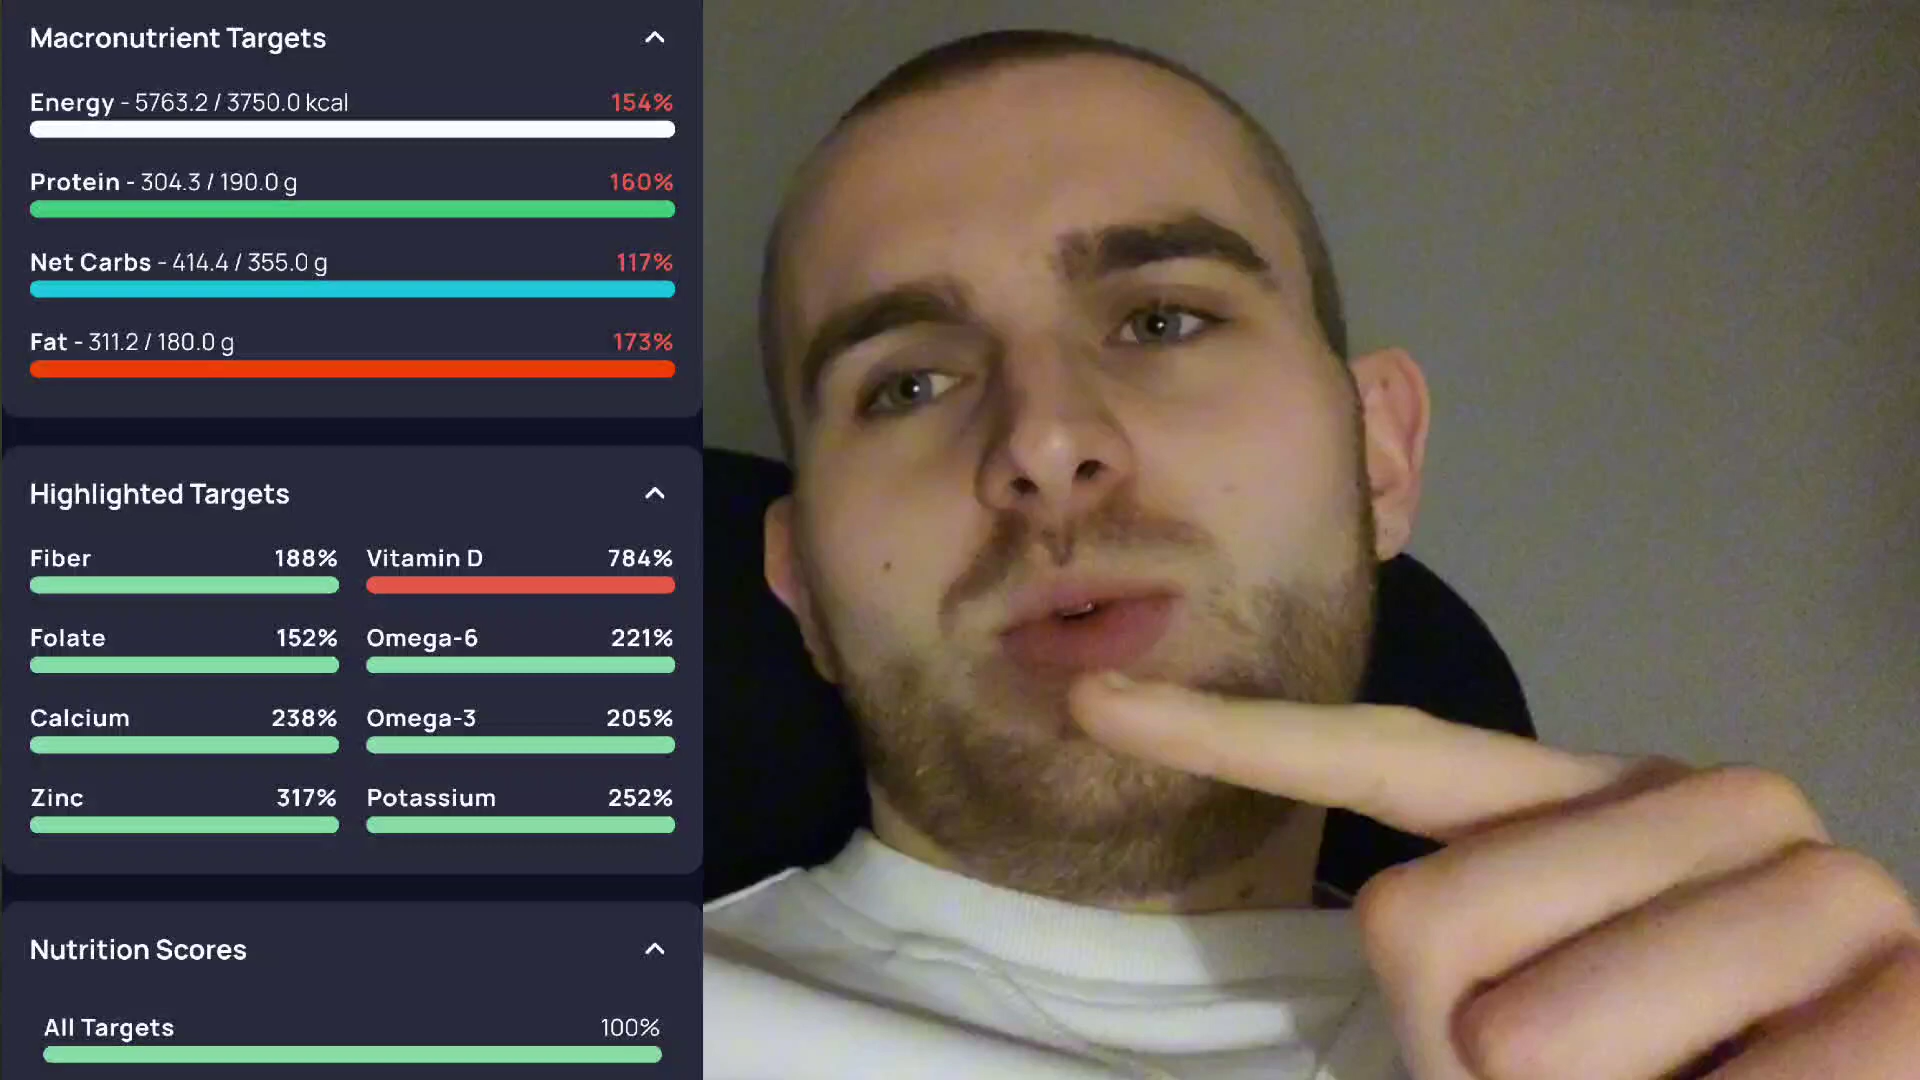 Macronutrient Targets
Energy - 5763.2 / 3750.0 kcal 154%
Protein - 304.3 / 190.0 g 160%
Net Carbs - 414.4 / 355.0 g 117%
Fat - 311.2 / 180.0 g 173%
Highlighted Targets
Fiber 188% Vitamin D 784%
Folate 152% Omega-6 221%
Calcium 238% Omega-3 205%
Zinc 317% Potassium 252%
Nutrition Scores
All Targets 100%